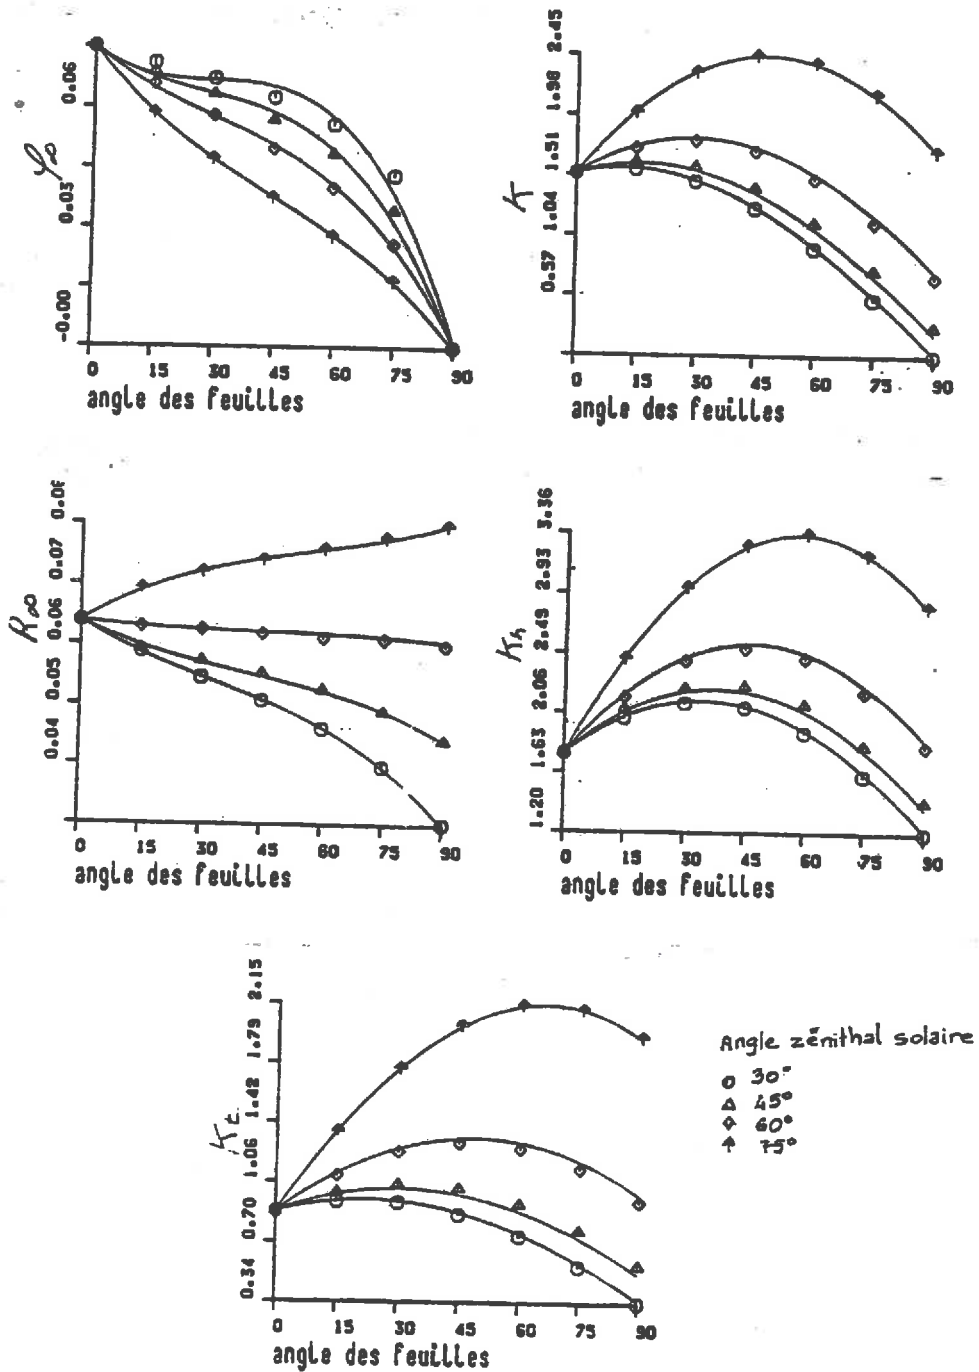 φ∞
0.06
0.03
-0.00
0 15 30 45 60 75 90
angle des feuilles
K
2.45
1.98
1.51
1.04
0.57
0 15 30 45 60 75 90
angle des feuilles
R∞
0.07
0.06
0.05
0.04
0 15 30 45 60 75 90
angle des feuilles
Kh
3.36
2.93
2.49
2.06
1.63
1.20
0 15 30 45 60 75 90
angle des feuilles
Kt
2.15
1.79
1.42
1.06
0.70
0.34
0 15 30 45 60 75 90
angle des feuilles
Angle zénithal solaire
30°
45°
60°
75°